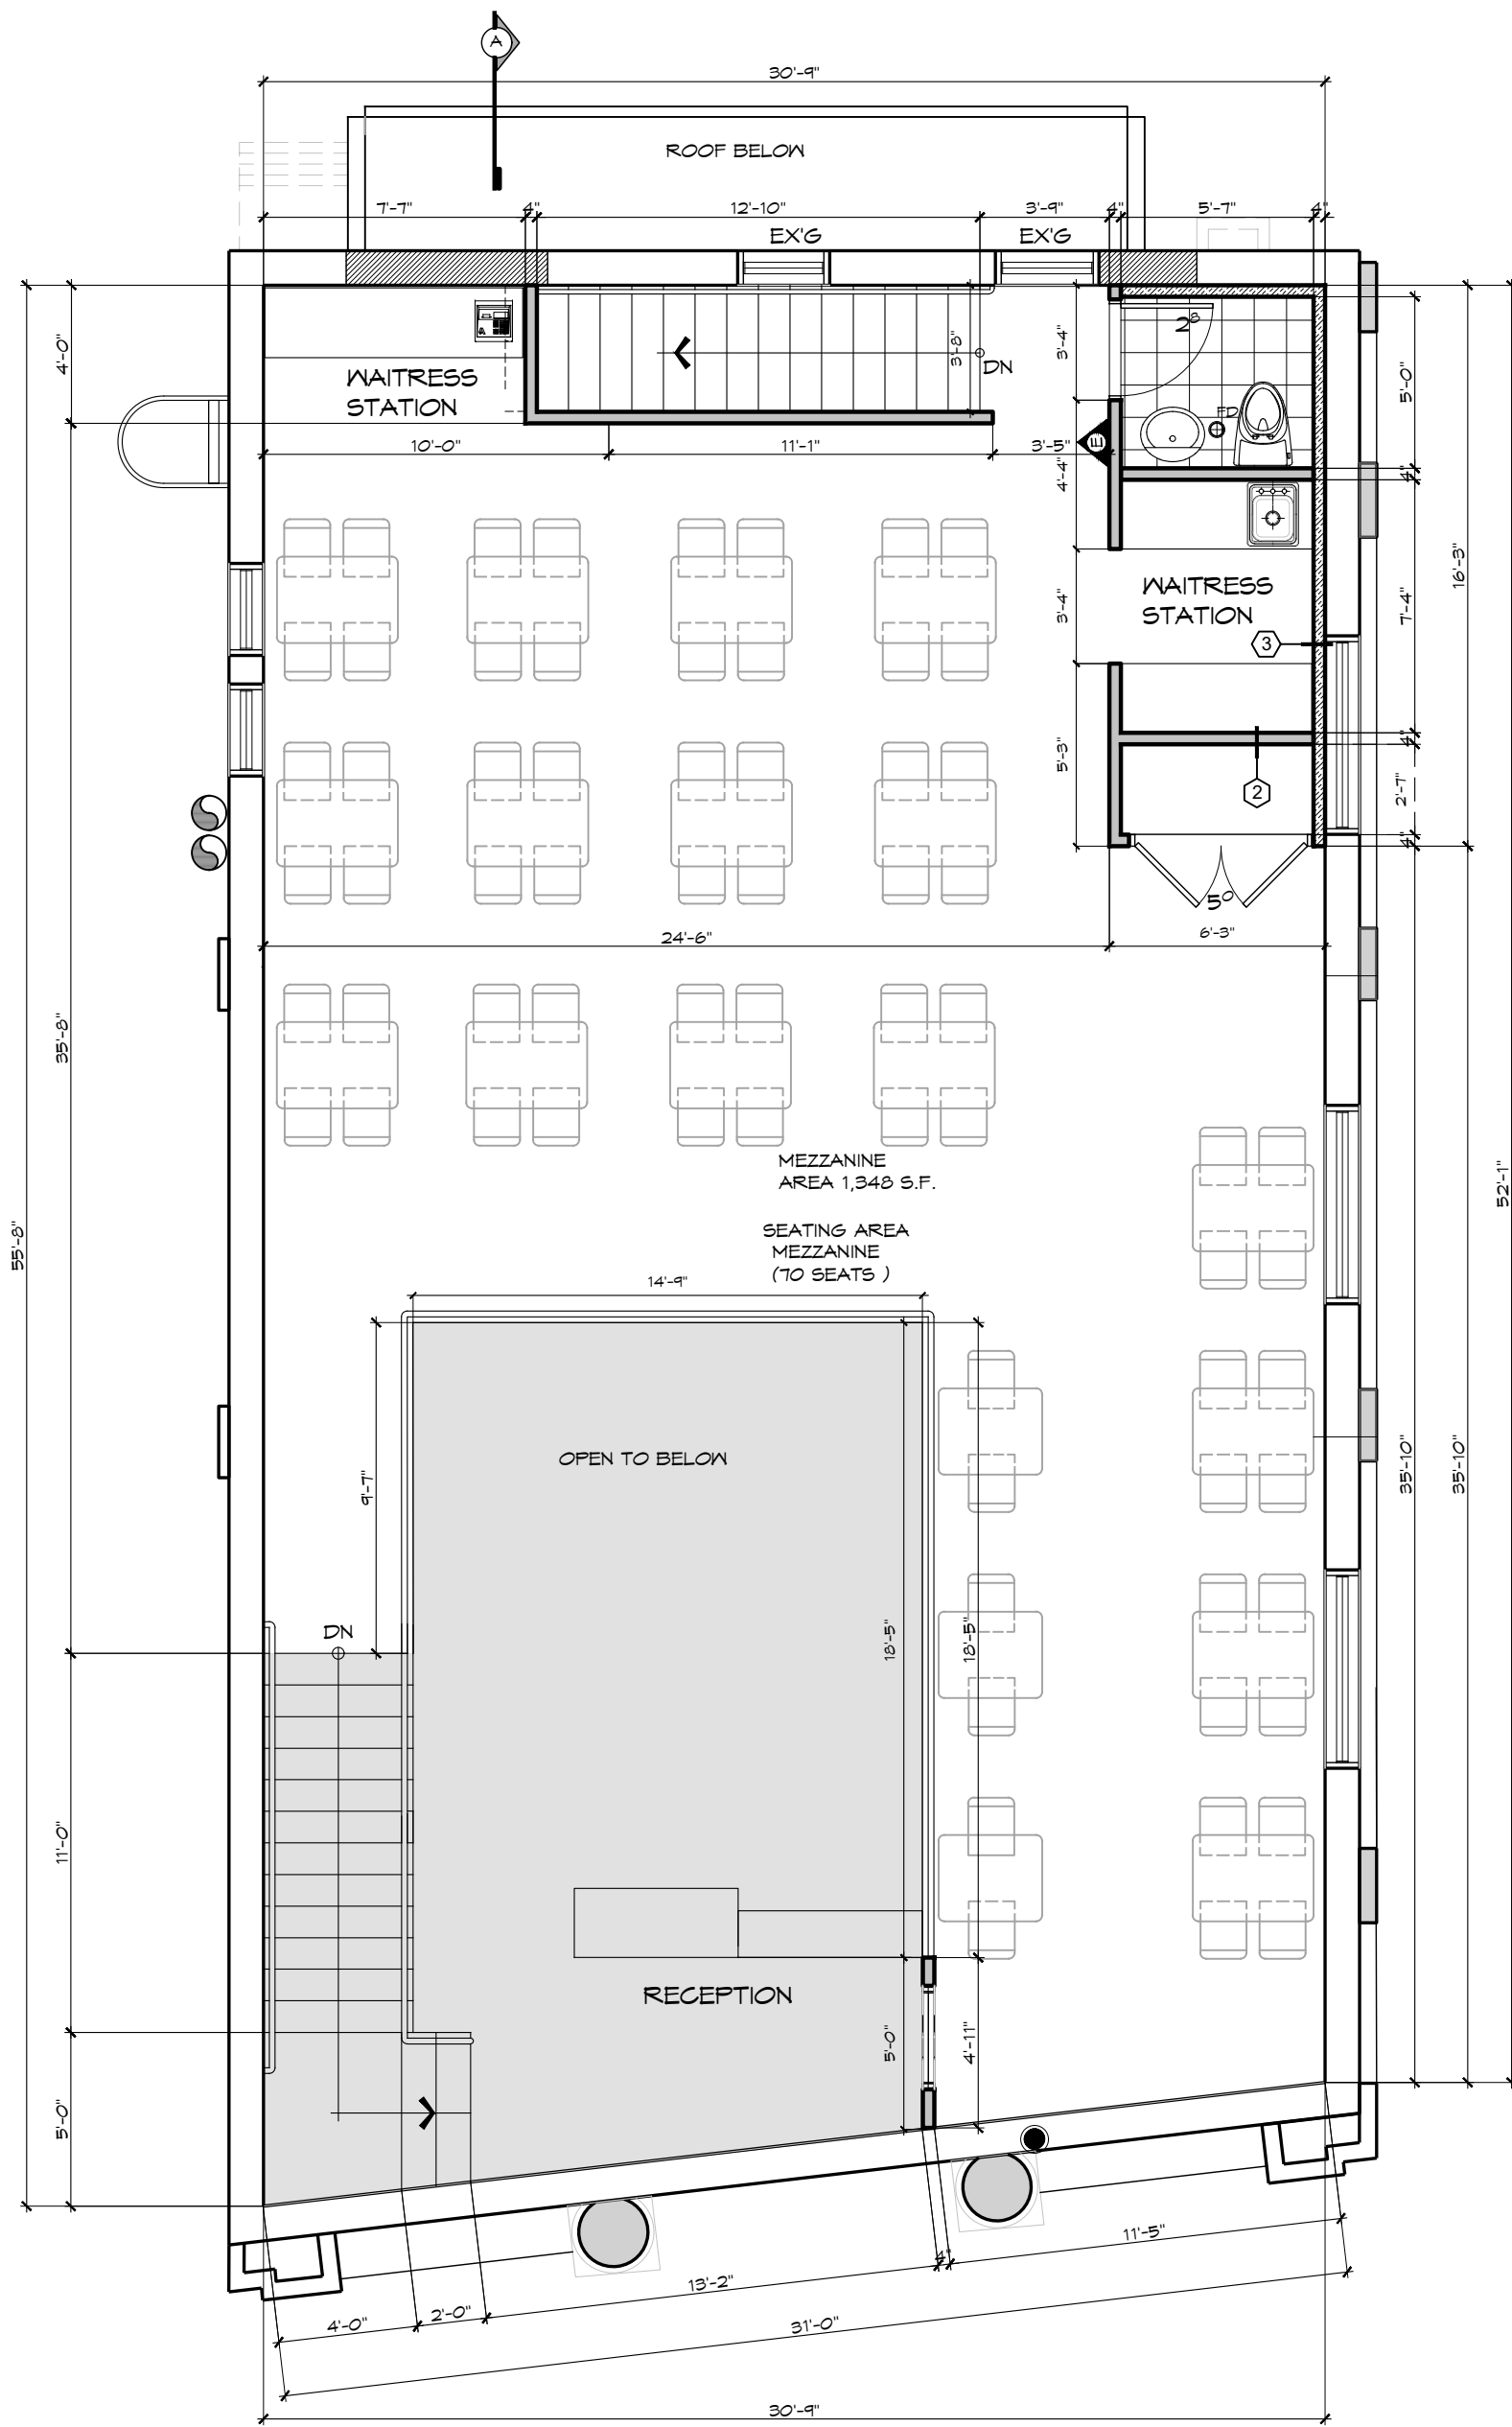 A
30'-9"
ROOF BELOW
7'-7"
4"
12'-10"
3'-9"
4"
5'-7"
4"
EX'G
EX'G
4'-0"
WAITRESS
STATION
3'-8"
DN
3'-4"
2⁸
5'-0"
FD
10'-0"
11'-1"
3'-5"
E
4'-4"
4"
16'-3"
WAITRESS
STATION
3'-4"
7'-4"
3
5'-3"
4"
2
2'-7"
4"
5⁰
24'-6"
6'-3"
35'-8"
MEZZANINE
AREA 1,348 S.F.
52'-1"
SEATING AREA
MEZZANINE
(70 SEATS )
55'-8"
14'-9"
OPEN TO BELOW
9'-7"
35'-10"
35'-10"
DN
18'-5"
18'-5"
11'-0"
RECEPTION
5'-0"
4'-11"
5'-0"
4'-0"
2'-0"
13'-2"
4"
11'-5"
31'-0"
30'-9"